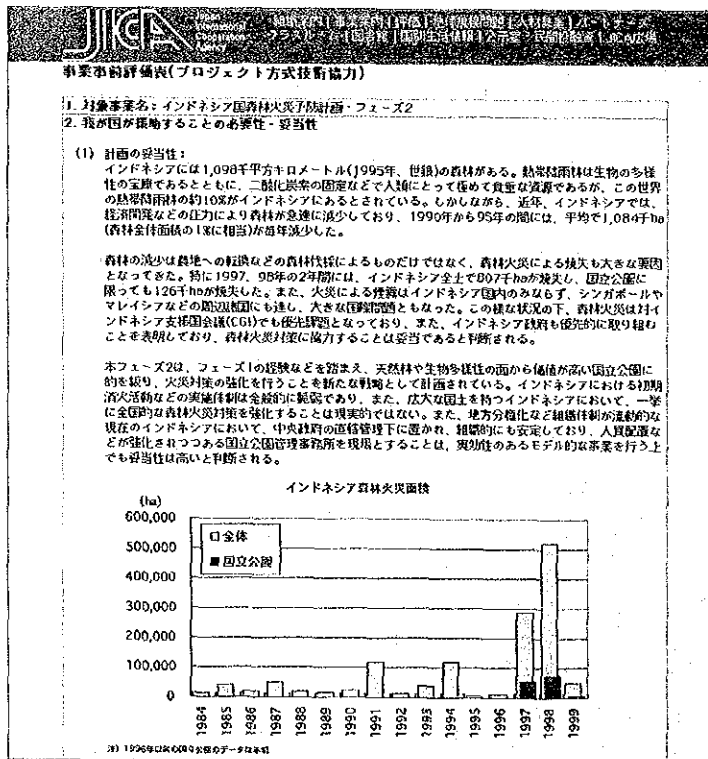 JICA Japan International Cooperation Agency
事業事前評価表(プロジェクト方式技術協力)
1. 対象事業名：インドネシア国森林火災予防計画・フェーズ2
2. 我が国が援助することの必要性・妥当性
(1) 計画の妥当性：
インドネシアには1,098千平方キロメートル(1995年、世銀)の森林がある。熱帯降雨林は生物の多様
性の宝庫であるとともに、二酸化炭素の固定などで人類にとって極めて貴重な資源であるが、この世界
の熱帯降雨林の約10%がインドネシアにあるとされている。しかしながら、近年、インドネシアでは、
経済開発などの圧力により森林が急速に減少しており、1990年から95年の間には、平均で1,084千ha
(森林全体面積の1%に相当)が毎年減少した。
森林の減少は農地への転換などの森林伐採によるものだけではなく、森林火災による焼失も大きな要因
となってきた。特に1997、98年の2年間には、インドネシア全土で807千haが焼失し、国立公園に
限っても126千haが焼失した。また、火災による煙霧はインドネシア国内のみならず、シンガポールや
マレイシアなどの周辺諸国にも達し、大きな国際問題ともなった。この様な状況の下、森林火災は対イ
ンドネシア支援国会議(CGI)でも優先課題となっており、また、インドネシア政府も優先的に取り組む
ことを表明しており、森林火災に協力することは妥当であると判断される。
本フェーズ2は、フェーズ1の経験などを踏まえ、天然林や生物多様性の面から価値が高い国立公園に
的を絞り、火災対策の強化を行うことを新たな戦略として計画されている。インドネシアにおける初期
消火活動などの実施体制は全般的に脆弱であり、また、広大な国土を持つインドネシアにおいて、一挙
に全国的な森林火災対策を強化することは現実的ではない。また、地方分権化など組織体制が流動的な
現在のインドネシアにおいて、中央政府の直轄管理下に置かれ、組織的にも安定しており、人員配置な
どが強化されつつある国立公園管理事務所を現場とすることは、実効性のあるモデル的な事業を行う上
でも妥当性は高いと判断される。
インドネシア森林火災面積
(ha)
600,000
500,000
400,000
300,000
200,000
100,000
0
全体
国立公園
1984 1985 1986 1987 1988 1989 1990 1991 1992 1993 1994 1995 1996 1997 1998 1999
注) 1996年以前の国立公園のデータは未詳